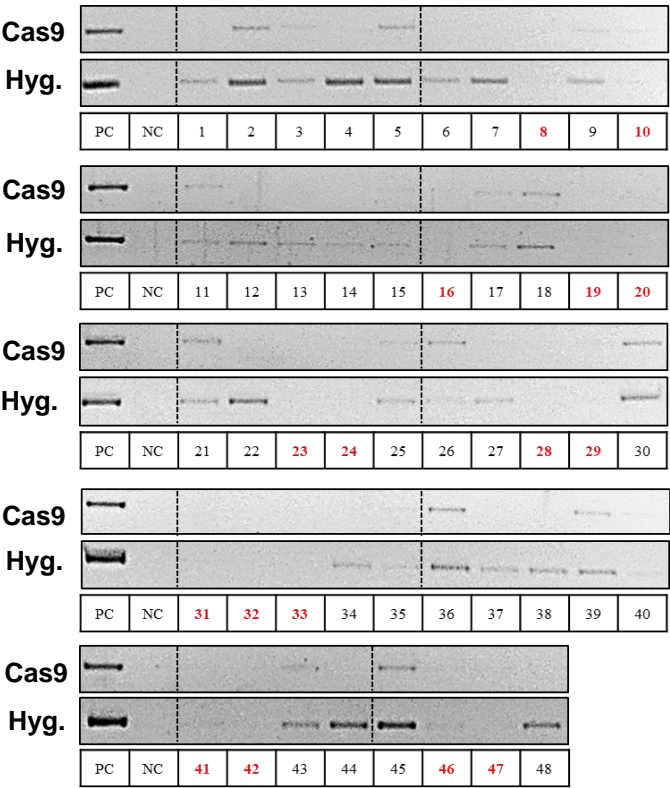 Cas9
Hyg.
PC NC 1 2 3 4 5 6 7 8 9 10
Cas9
Hyg.
PC NC 11 12 13 14 15 16 17 18 19 20
Cas9
Hyg.
PC NC 21 22 23 24 25 26 27 28 29 30
Cas9
Hyg.
PC NC 31 32 33 34 35 36 37 38 39 40
Cas9
Hyg.
PC NC 41 42 43 44 45 46 47 48